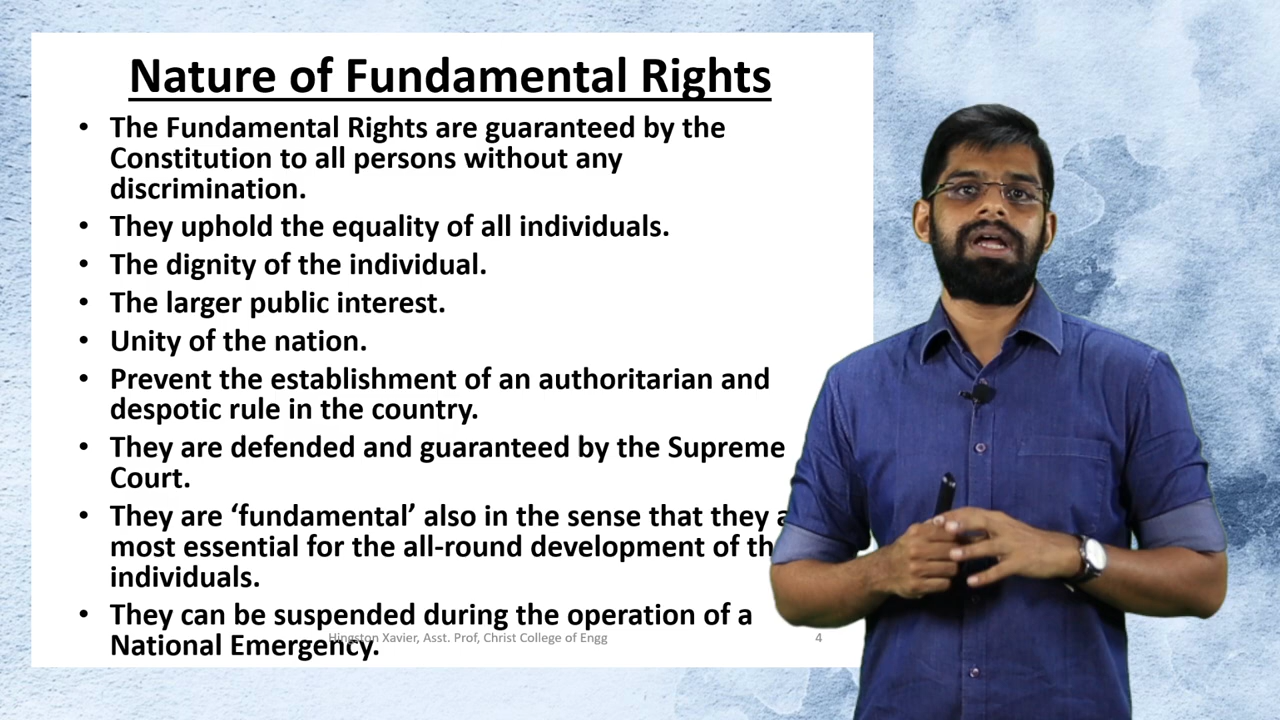 Nature of Fundamental Rights
• The Fundamental Rights are guaranteed by the
Constitution to all persons without any
discrimination.
• They uphold the equality of all individuals.
• The dignity of the individual.
• The larger public interest.
• Unity of the nation.
• Prevent the establishment of an authoritarian and
despotic rule in the country.
• They are defended and guaranteed by the Supreme
Court.
• They are ‘fundamental’ also in the sense that they
most essential for the all-round development of
individuals.
• They can be suspended during the operation of a
National Emergency.
Hingston Xavier, Asst. Prof, Christ College of Engg
4